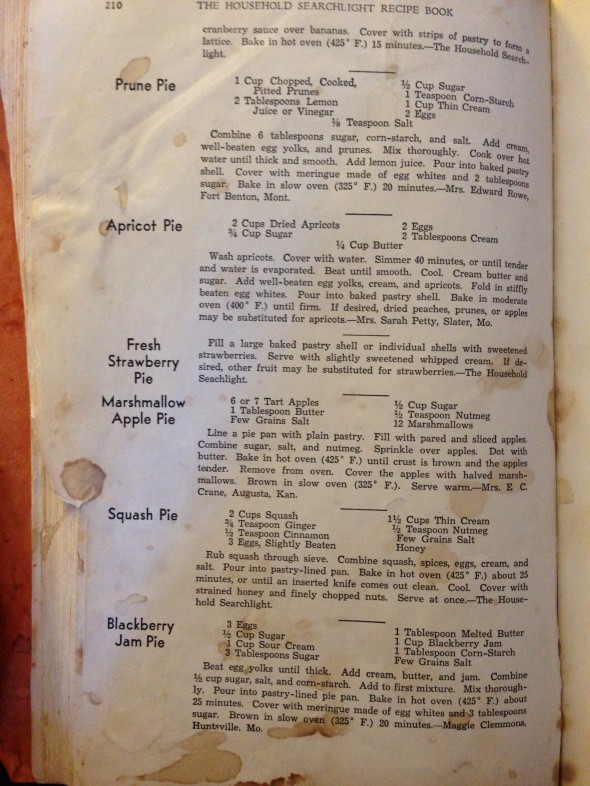 210 THE HOUSEHOLD SEARCHLIGHT RECIPE BOOK
cranberry sauce over bananas. Cover with strips of pastry to form a
lattice. Bake in hot oven (425° F.) 15 minutes.—The Household Search-
light.
Prune Pie
1 Cup Chopped, Cooked,
Pitted Prunes
2 Tablespoons Lemon
Juice or Vinegar
½ Cup Sugar
1 Teaspoon Corn-Starch
1 Cup Thin Cream
2 Eggs
⅛ Teaspoon Salt
Combine 6 tablespoons sugar, corn-starch, and salt. Add cream,
well-beaten egg yolks, and prunes. Mix thoroughly. Cook over hot
water until thick and smooth. Add lemon juice. Pour into baked pastry
shell. Cover with meringue made of egg whites and 2 tablespoons
sugar. Bake in slow oven (325° F.) 20 minutes.—Mrs. Edward Rowe,
Fort Benton, Mont.
Apricot Pie
2 Cups Dried Apricots
¾ Cup Sugar
2 Eggs
2 Tablespoons Cream
¼ Cup Butter
Wash apricots. Cover with water. Simmer 40 minutes, or until tender
and water is evaporated. Beat until smooth. Cool. Cream butter and
sugar. Add well-beaten egg yolks, cream, and apricots. Fold in stiffly
beaten egg whites. Pour into baked pastry shell. Bake in moderate
oven (400° F.) until firm. If desired, dried peaches, prunes, or apples
may be substituted for apricots.—Mrs. Sarah Petty, Slater, Mo.
Fresh
Strawberry
Pie
Fill a large baked pastry shell or individual shells with sweetened
strawberries. Serve with slightly sweetened whipped cream. If de-
sired, other fruit may be substituted for strawberries.—The Household
Seachlight.
Marshmallow
Apple Pie
6 or 7 Tart Apples
1 Tablespoon Butter
Few Grains Salt
½ Cup Sugar
½ Teaspoon Nutmeg
12 Marshmallows
Line a pie pan with plain pastry. Fill with pared and sliced apples.
Combine sugar, salt, and nutmeg. Sprinkle over apples. Dot with
butter. Bake in hot oven (425° F.) until crust is brown and the apples
tender. Remove from oven. Cover the apples with halved marsh-
mallows. Brown in slow oven (325° F.). Serve warm.—Mrs. E C.
Crane, Augusta, Kan.
Squash Pie
2 Cups Squash
¾ Teaspoon Ginger
½ Teaspoon Cinnamon
3 Eggs, Slightly Beaten
1½ Cups Thin Cream
½ Teaspoon Nutmeg
Few Grains Salt
Honey
Rub squash through sieve. Combine squash, spices, eggs, cream, and
salt. Pour into pastry-lined pan. Bake in hot oven (425° F.) about 25
minutes, or until an inserted knife comes out clean. Cool. Cover with
strained honey and finely chopped nuts. Serve at once.—The House-
hold Searchlight.
Blackberry
Jam Pie
3 Eggs
½ Cup Sugar
1 Cup Sour Cream
3 Tablespoons Sugar
1 Tablespoon Melted Butter
1 Cup Blackberry Jam
1 Tablespoon Corn-Starch
Few Grains Salt
Beat egg yolks until thick. Add cream, butter, and jam. Combine
½ cup sugar, salt, and corn-starch. Add to first mixture. Mix thorough-
ly. Pour into pastry-lined pie pan. Bake in hot oven (425° F.) about
25 minutes. Cover with meringue made of egg whites and 3 tablespoons
sugar. Brown in slow oven (325° F.) 20 minutes.—Maggie Clemmons,
Huntsville. Mo.